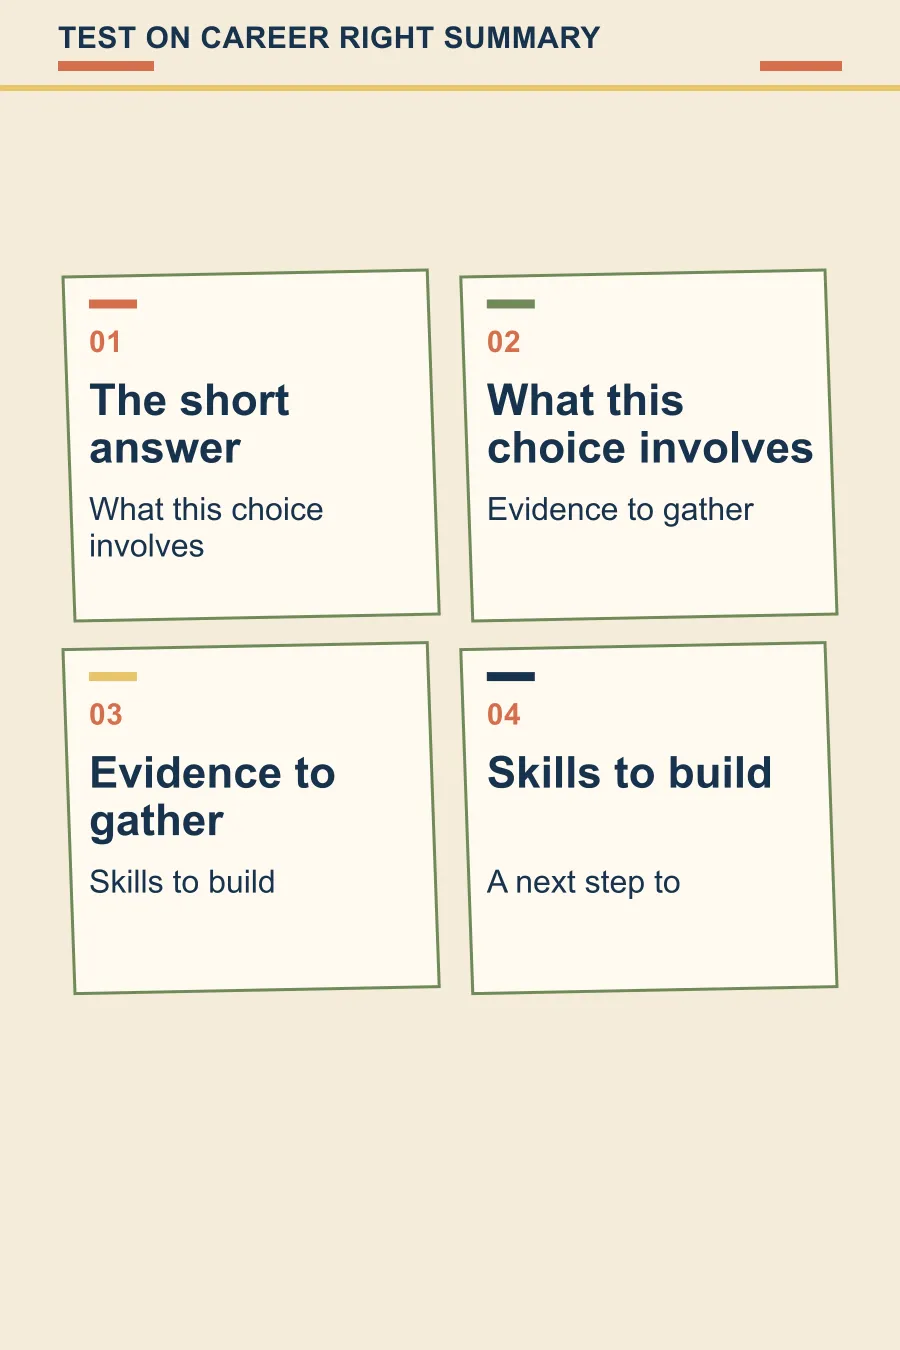 TEST ON CAREER RIGHT SUMMARY
01
The short
answer
What this choice
involves
02
What this
choice involves
Evidence to gather
03
Evidence to
gather
Skills to build
04
Skills to build
A next step to